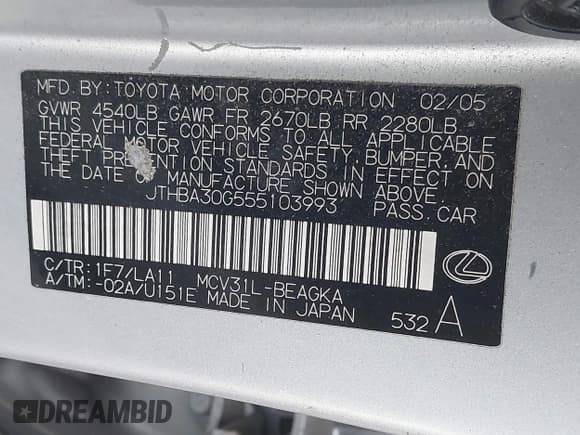 MFD. BY: TOYOTA MOTOR CORPORATION 02/05
GVWR 4540LB GAWR FR 2670LB RR 2280LB
THIS VEHICLE CONFORMS TO ALL APPLICABLE
FEDERAL MOTOR VEHICLE SAFETY, BUMPER, AND
THEFT PREVENTION STANDARDS IN EFFECT ON
THE DATE MANUFACTURE SHOWN ABOVE.
JTHBA30G555103993 PASS. CAR
C/TR: 1F7/LA11 MCV31L-BEAGKA
A/TM: -02A/U151E MADE IN JAPAN
532 A
DREAMBID